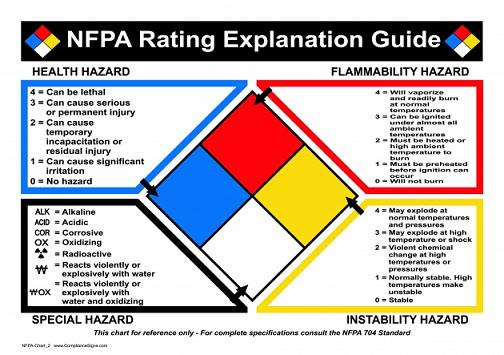 NFPA Rating Explanation Guide
HEALTH HAZARD
4 = Can be lethal
3 = Can cause serious
or permanent injury
2 = Can cause
temporary
incapacitation or
residual injury
1 = Can cause significant
irritation
0 = No hazard
FLAMMABILITY HAZARD
4 = Will vaporize
and readily burn
at normal
temperatures
3 = Can be ignited
under almost all
ambient
temperatures
2 = Must be heated or
high ambient
temperature to
burn
1 = Must be preheated
before ignition can
occur
0 = Will not burn
ALK = Alkaline
ACID = Acidic
COR = Corrosive
OX = Oxidizing
= Radioactive
W = Reacts violently or
explosively with water
WOX = Reacts violently or
explosively with
water and oxidizing
SPECIAL HAZARD
4 = May explode at
normal temperatures
and pressures
3 = May explode at high
temperature or shock
2 = Violent chemical
change at high
temperatures or
pressures
1 = Normally stable. High
temperatures make
unstable
0 = Stable
INSTABILITY HAZARD
This chart for reference only - For complete specifications consult the NFPA 704 Standard
NFPA-Chart_2 www.ComplianceSigns.com